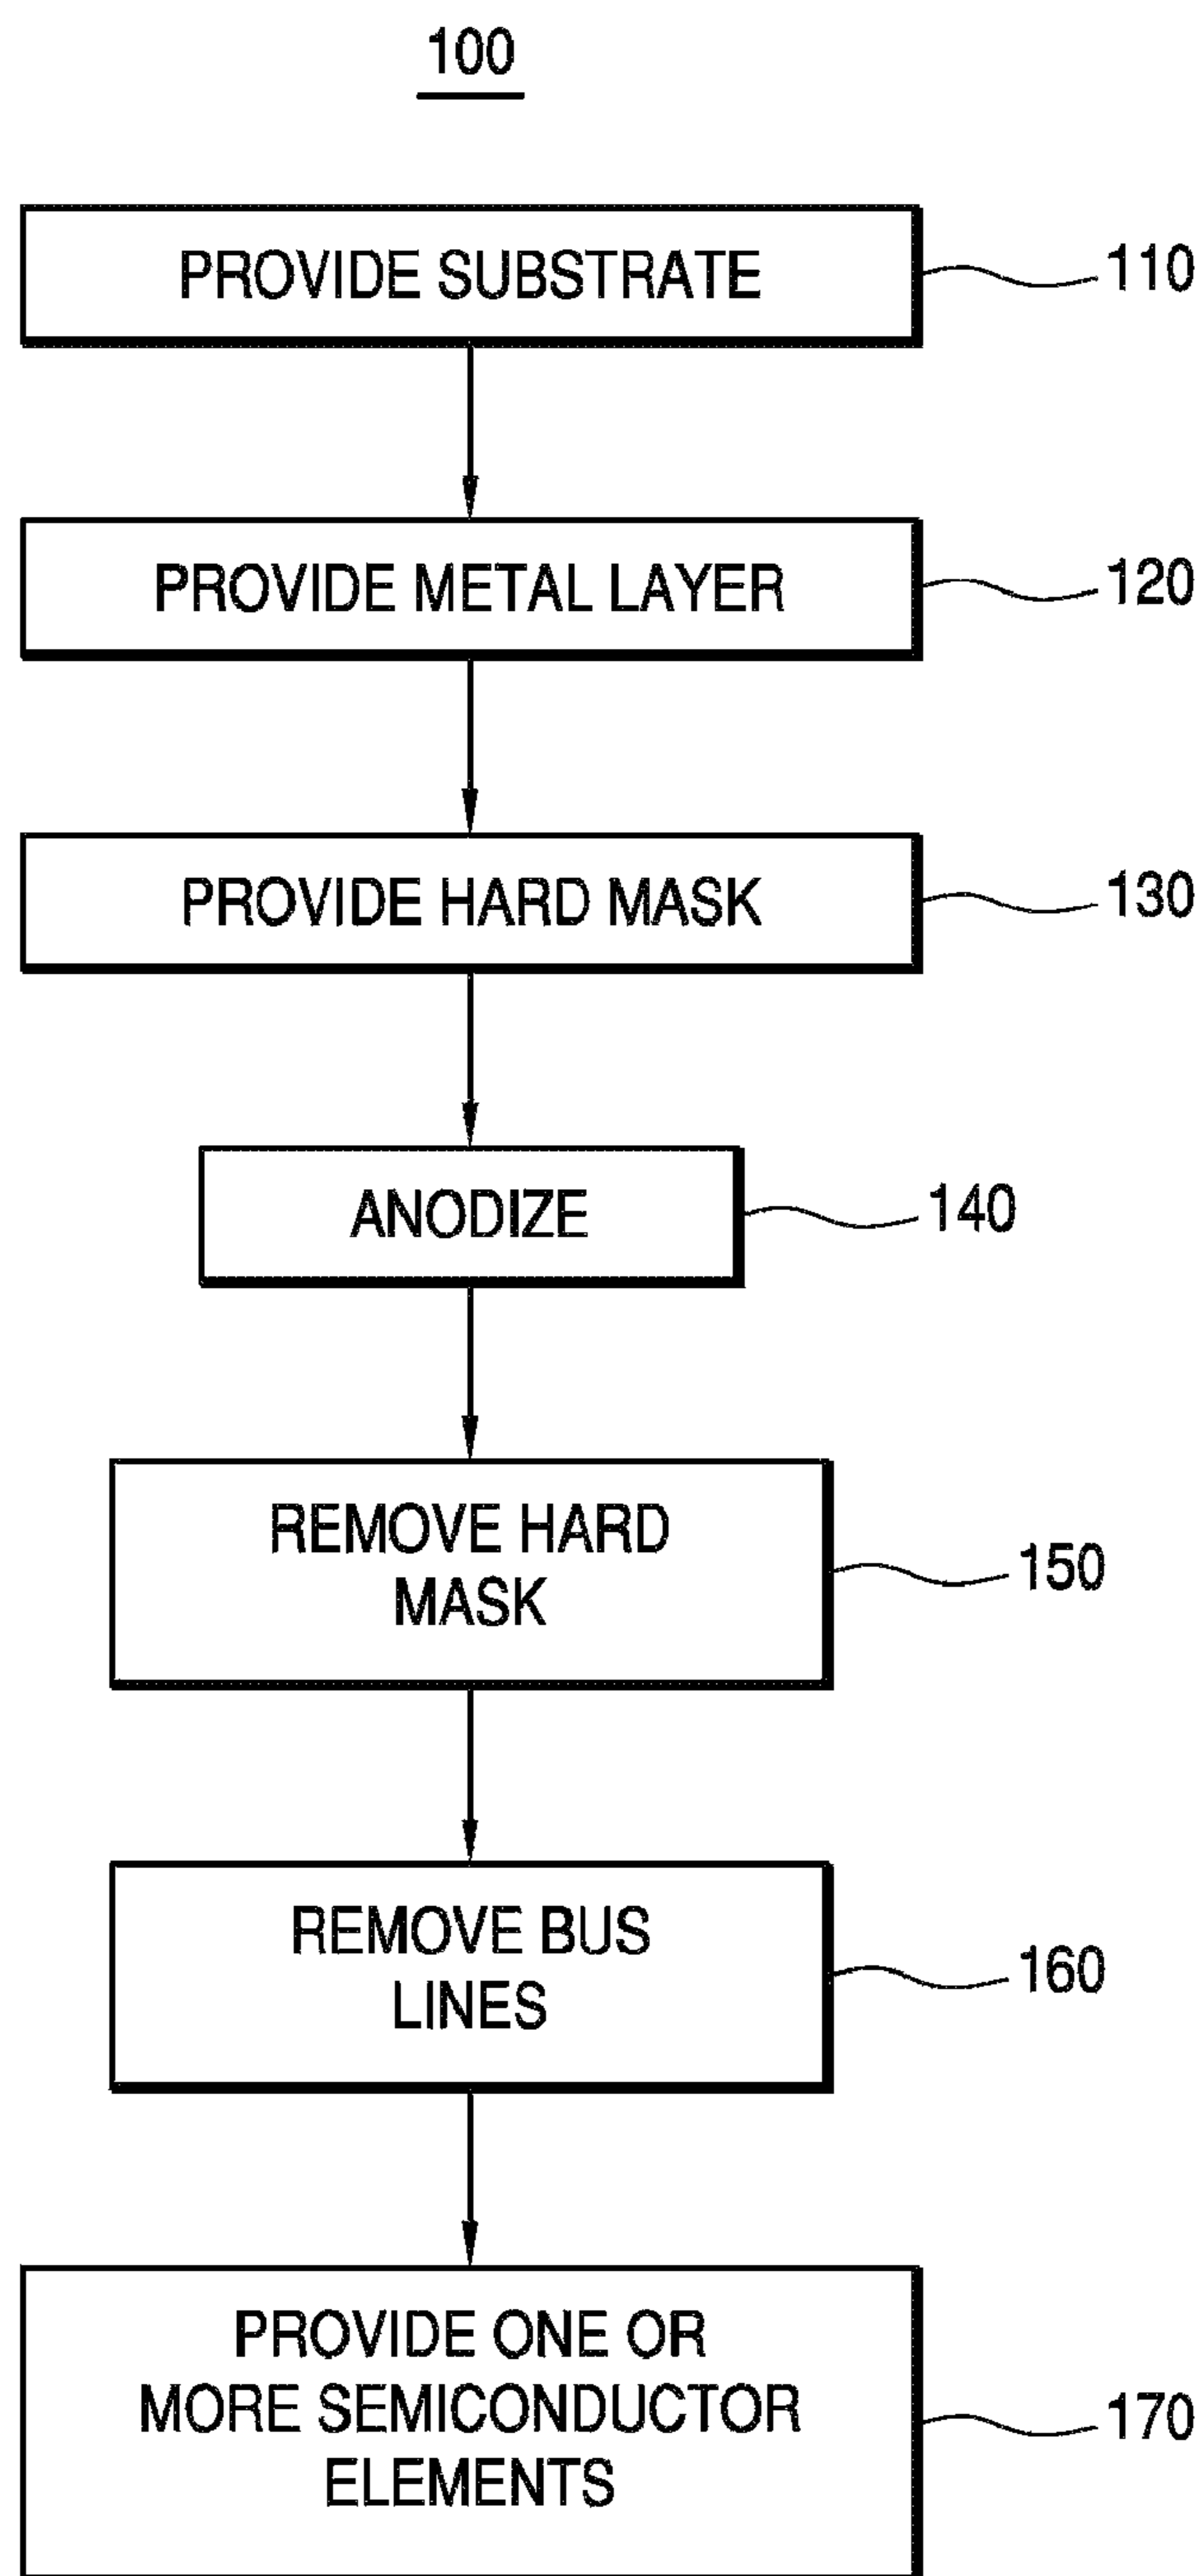 100
PROVIDE SUBSTRATE
110
PROVIDE METAL LAYER
120
PROVIDE HARD MASK
130
ANODIZE
140
REMOVE HARD
MASK
150
REMOVE BUS
LINES
160
PROVIDE ONE OR
MORE SEMICONDUCTOR
ELEMENTS
170